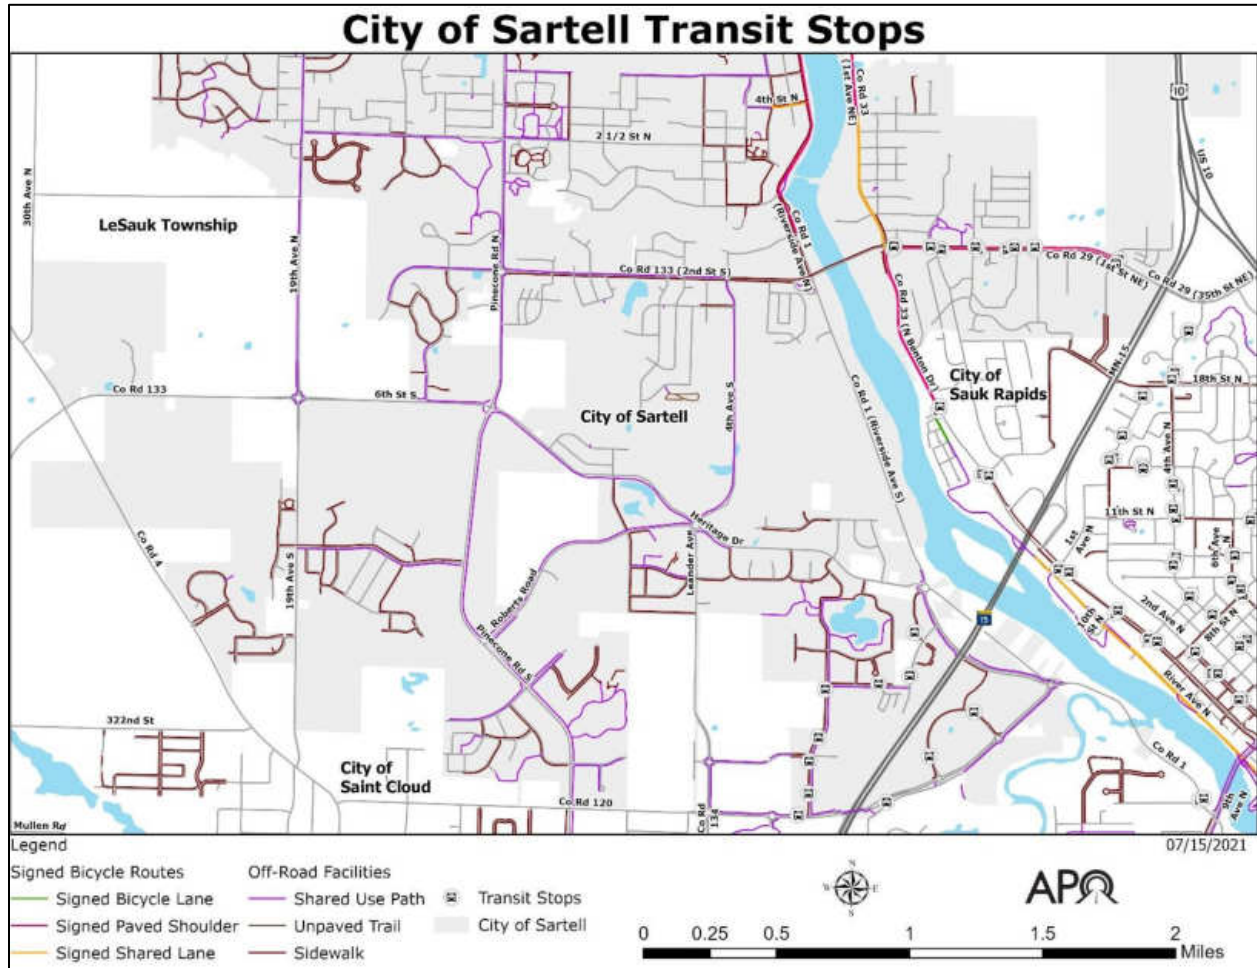 City of Sartell Transit Stops
4th St N
Co Rd 33
(1st Ave NE)
10
US 10
2 1/2 St N
30th Ave N
LeSauk Township
19th Ave N
Pinecone Rd N
Co Rd 1
(Riverside Ave N)
Co Rd 133 (2nd St S)
Co Rd 29 (1st St NE)
Co Rd 29 (35th St NE)
Co Rd 33 (N Benton Dr)
MN-15
City of
Sauk Rapids
18th St N
Co Rd 133
6th St S
City of Sartell
4th Ave S
Co Rd 1 (Riverside Ave S)
4th Ave N
Heritage Dr
11th St N
1st
Ave N
6th Ave
N
Co Rd 4
19th Ave S
Leander Ave
Roberts Road
15
10th
St N
2nd Ave N
8th St N
Pinecone Rd S
River Ave N
322nd St
City of
Saint Cloud
Co Rd 1
Co Rd 120
Co Rd
134
9th
Ave N
Mullen Rd
07/15/2021
Legend
Signed Bicycle Routes
Signed Bicycle Lane
Signed Paved Shoulder
Signed Shared Lane
Off-Road Facilities
Shared Use Path
Unpaved Trail
Sidewalk
Transit Stops
City of Sartell
N
W
E
S
APO
0 0.25 0.5 1 1.5 2
Miles